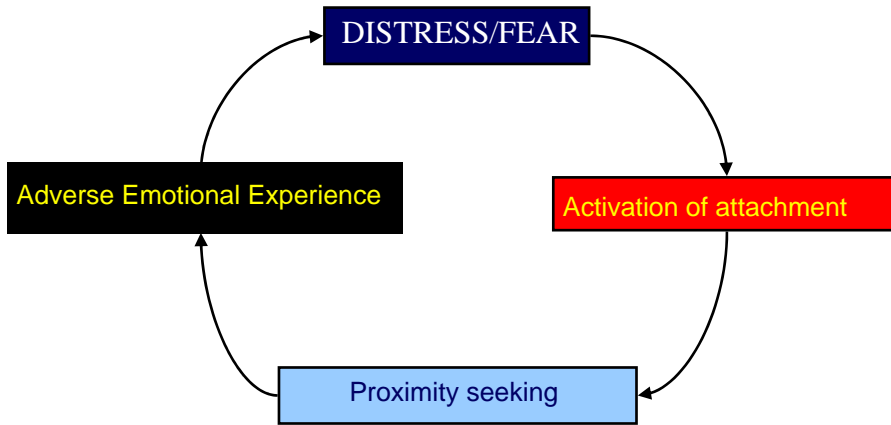 DISTRESS/FEAR
Adverse Emotional Experience
Activation of attachment
Proximity seeking